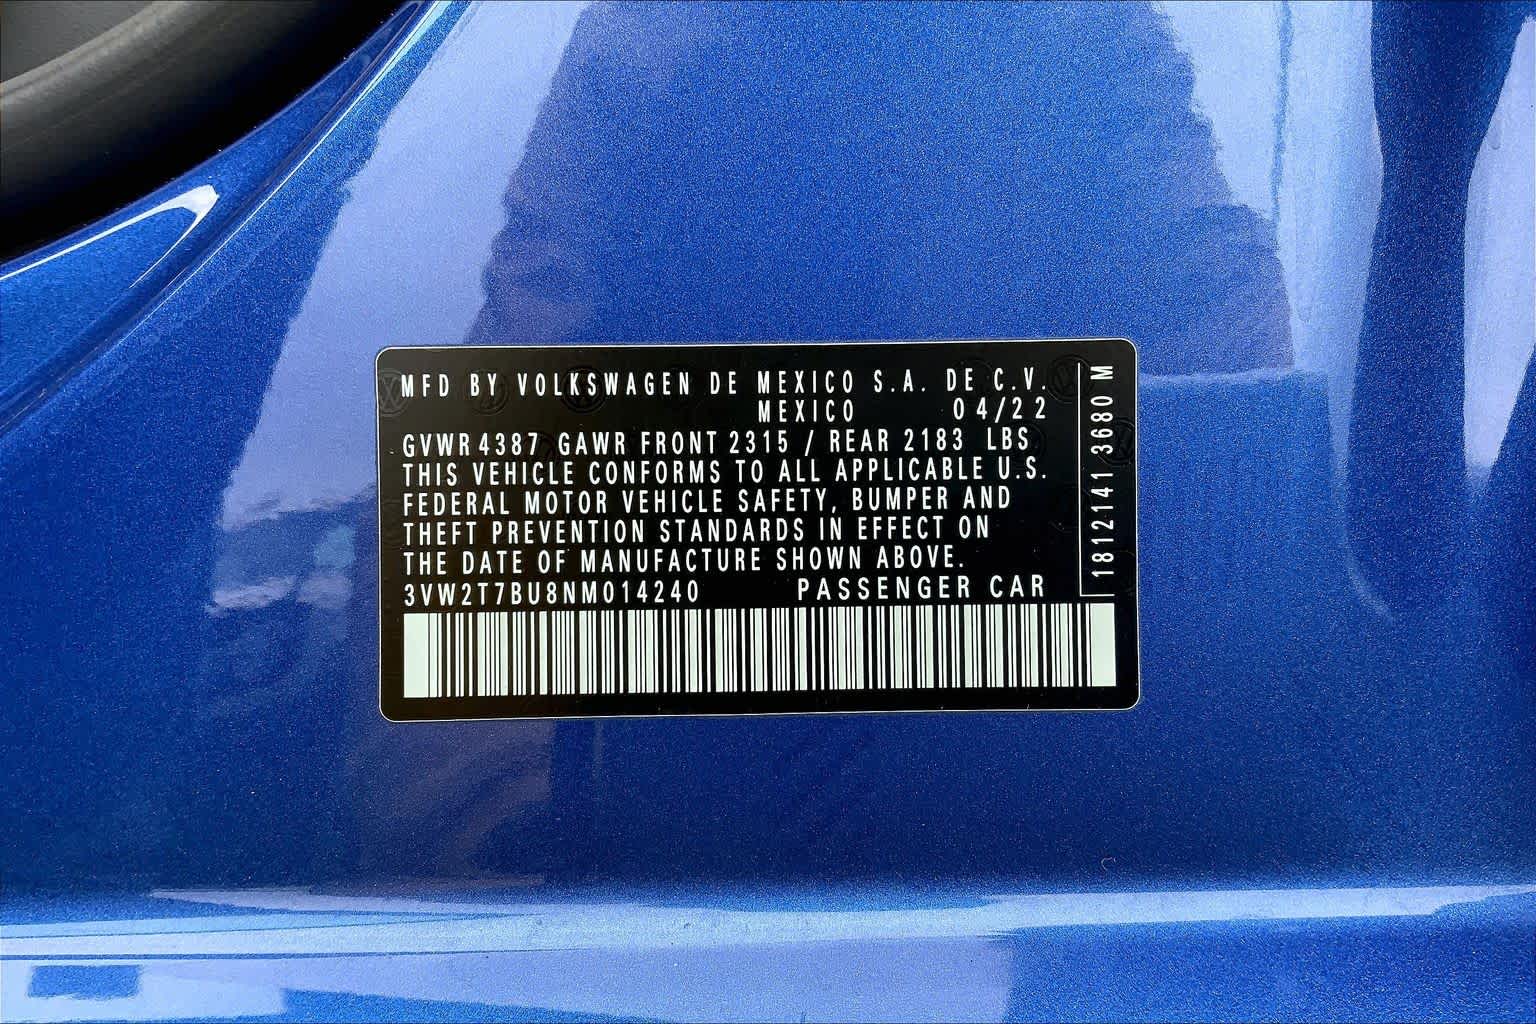 MFD BY VOLKSWAGEN DE MEXICO S.A. DE C.V.
MEXICO 04/22
GVWR 4387 GAWR FRONT 2315 / REAR 2183 LBS
THIS VEHICLE CONFORMS TO ALL APPLICABLE U.S.
FEDERAL MOTOR VEHICLE SAFETY, BUMPER AND
THEFT PREVENTION STANDARDS IN EFFECT ON
THE DATE OF MANUFACTURE SHOWN ABOVE.
3VW2T7BU8NM014240 PASSENGER CAR
1812141 3680 M